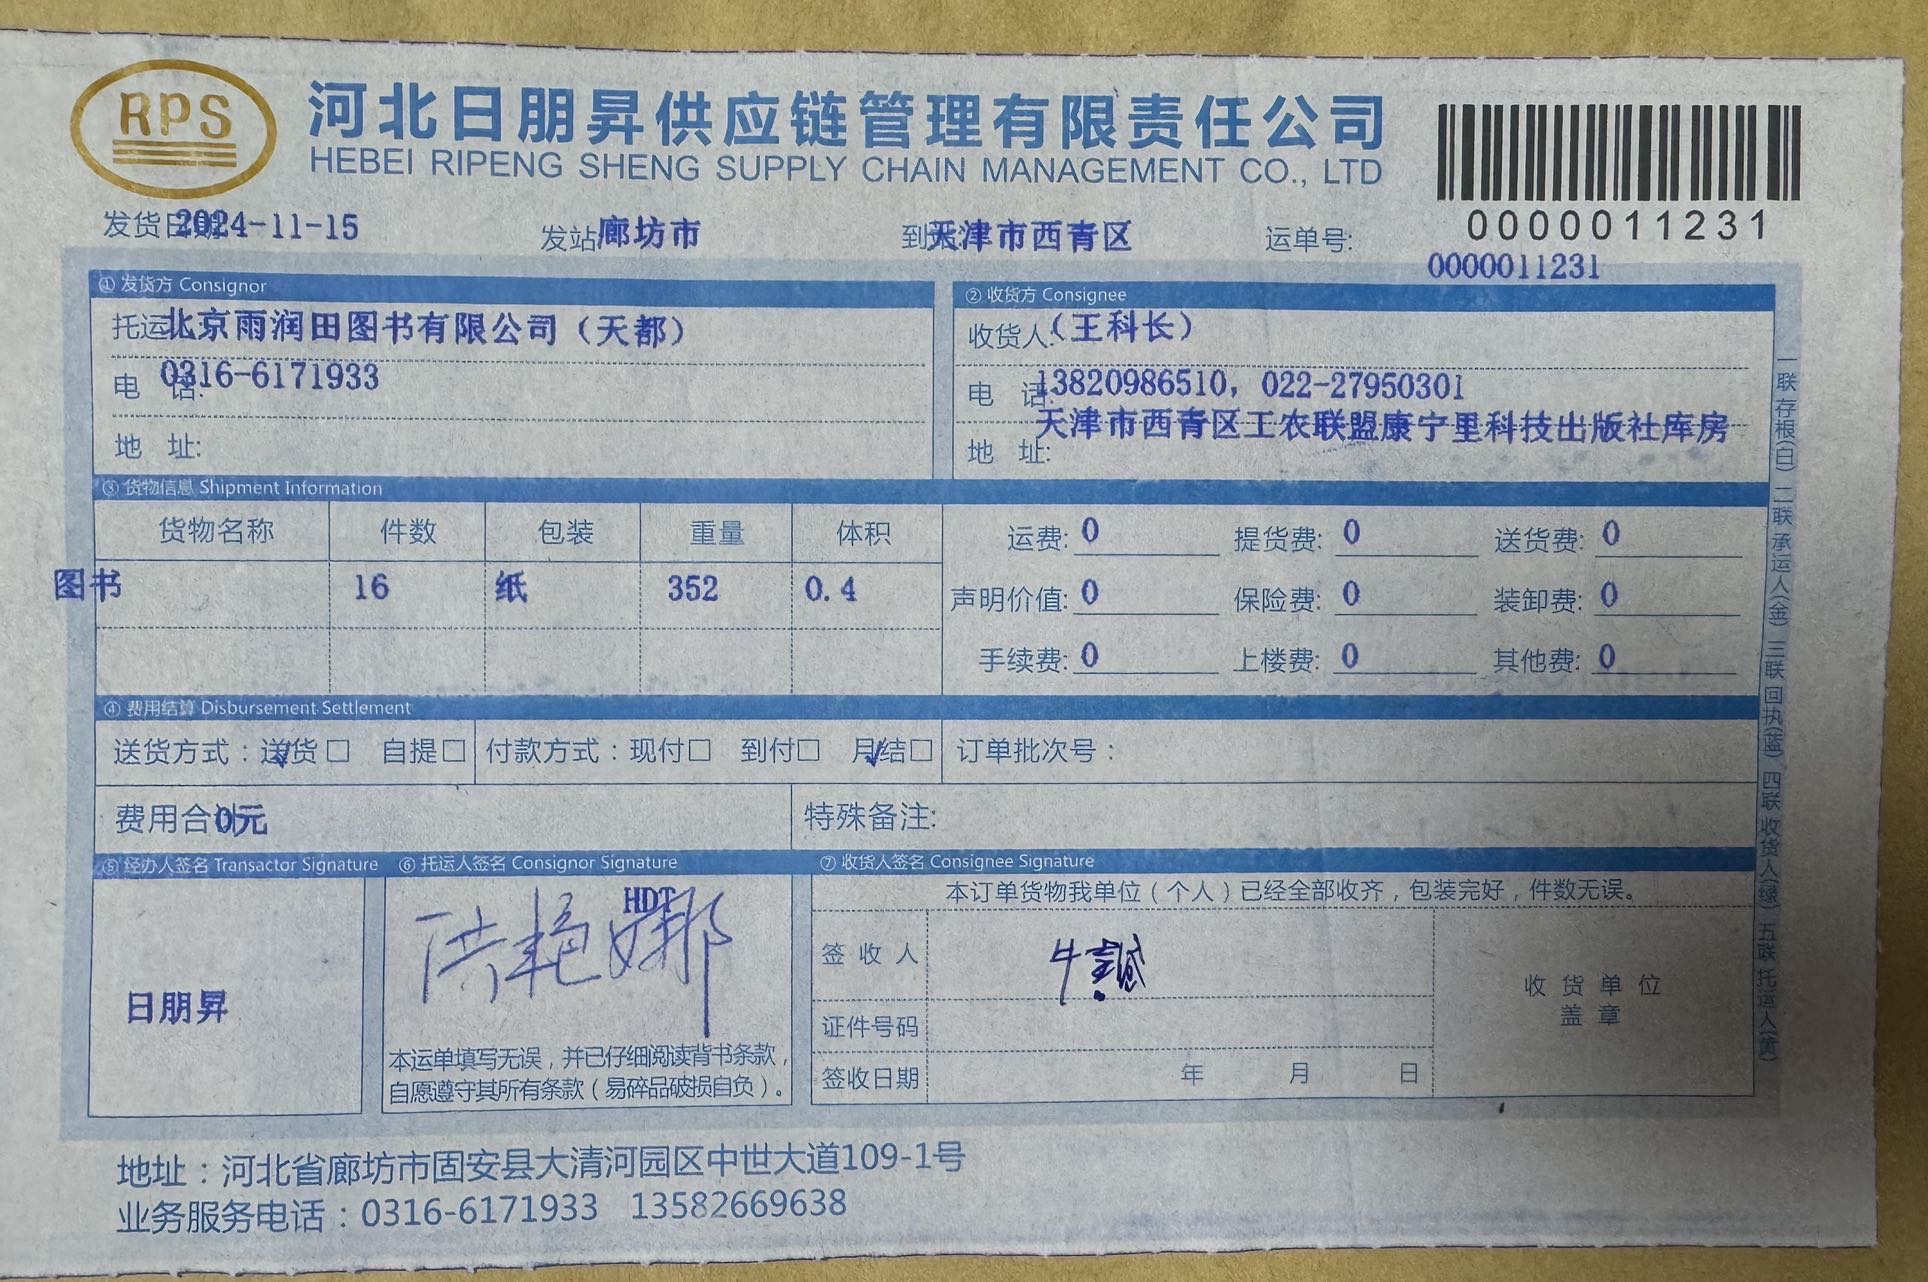 RPS
河北日朋昇供应链管理有限责任公司
HEBEI RIPENG SHENG SUPPLY CHAIN MANAGEMENT CO., LTD
0000011231
发货日期 2024-11-15 发站 廊坊市 到站 天津市西青区 运单号: 0000011231
① 发货方 Consignor
托运 北京雨润田图书有限公司（天都）
电 话: 0316-6171933
地 址:
② 收货方 Consignee
收货人: （王科长）
电 话: 13820986510, 022-27950301
地 址: 天津市西青区工农联盟康宁里科技出版社库房
③ 货物信息 Shipment Information
货物名称 件数 包装 重量 体积
图书 16 纸 352 0.4
运费: 0 提货费: 0 送货费: 0
声明价值: 0 保险费: 0 装卸费: 0
手续费: 0 上楼费: 0 其他费: 0
④ 费用结算 Disbursement Settlement
送货方式：送货√□ 自提□ 付款方式：现付□ 到付□ 月结√□ 订单批次号：
费用合计 0元 特殊备注:
⑤ 经办人签名 Transactor Signature
日朋昇
⑥ 托运人签名 Consignor Signature
HDT
洪艳娜
本运单填写无误，并已仔细阅读背书条款，
自愿遵守其所有条款（易碎品破损自负）。
⑦ 收货人签名 Consignee Signature
本订单货物我单位（个人）已经全部收齐，包装完好，件数无误。
签 收 人
证件号码
签收日期 年 月 日
收 货 单 位
盖 章
一联 存根(白) 二联 承运人(金) 三联 回执(蓝) 四联 收货人(绿) 五联 托运人(黄)
地址：河北省廊坊市固安县大清河园区中世大道109-1号
业务服务电话：0316-6171933 13582669638